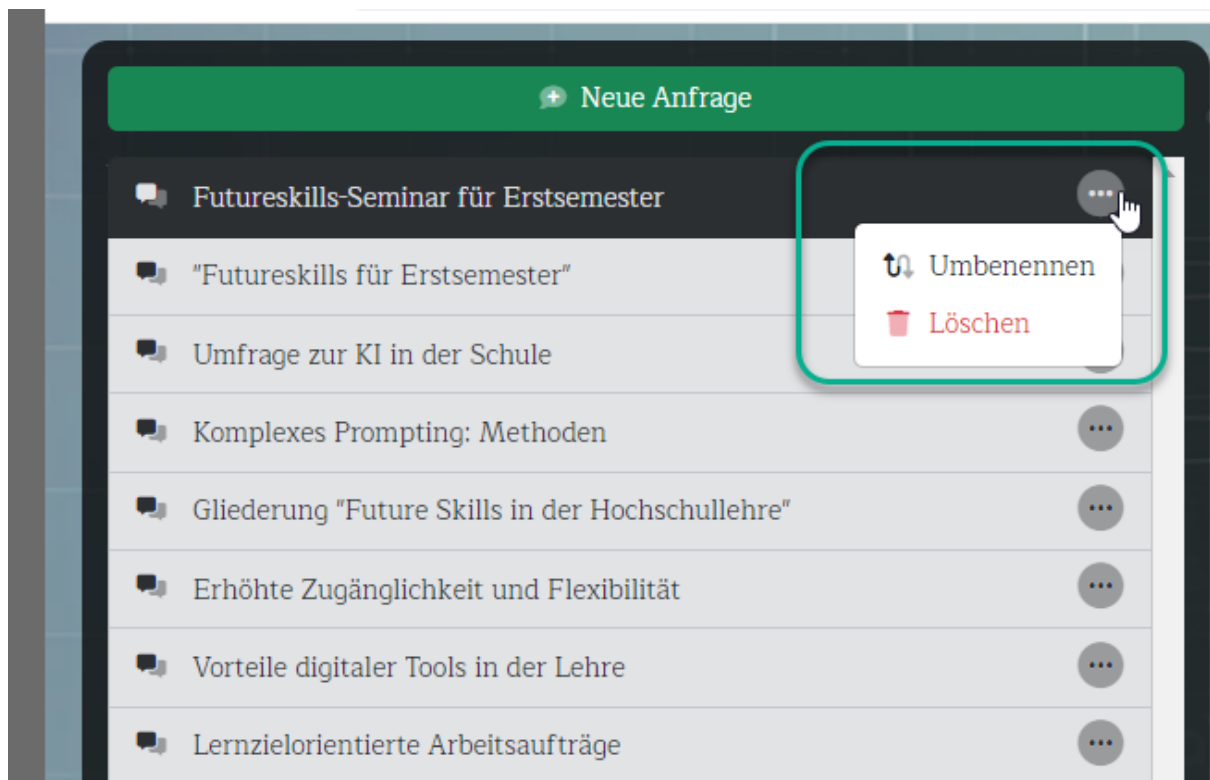 Neue Anfrage
Futureskills-Seminar für Erstsemester
Umbenennen
"Futureskills für Erstsemester"
Löschen
Umfrage zur KI in der Schule
Komplexes Prompting: Methoden
Gliederung "Future Skills in der Hochschullehre"
Erhöhte Zugänglichkeit und Flexibilität
Vorteile digitaler Tools in der Lehre
Lernzielorientierte Arbeitsaufträge